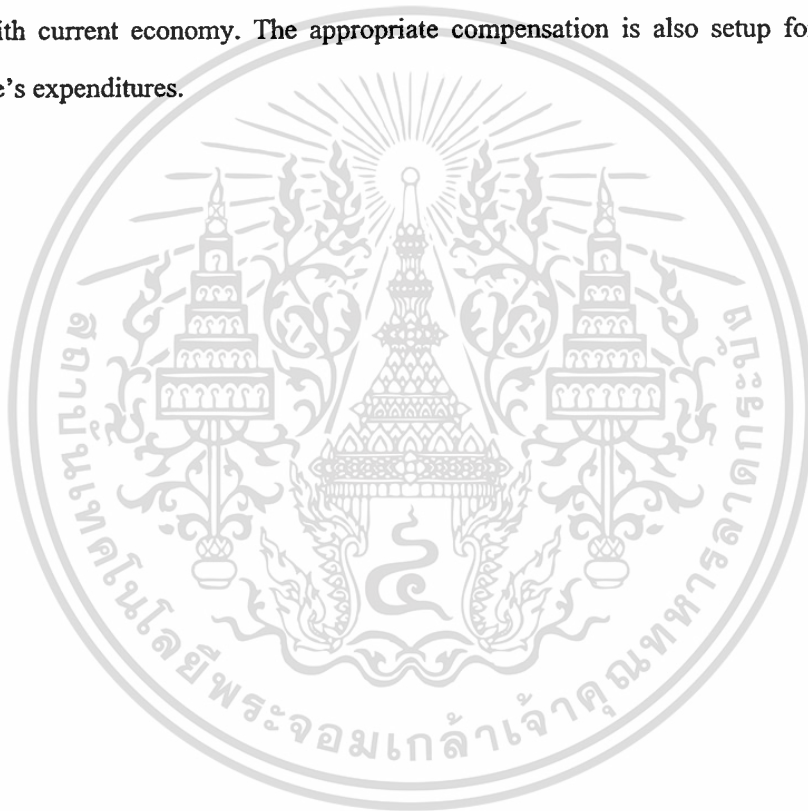 ith current economy. The appropriate compensation is also setup fo
e's expenditures.
๔
สถาบันเทคโนโลยีพระจอมเกล้าเจ้าคุณทหารลาดกระบัง